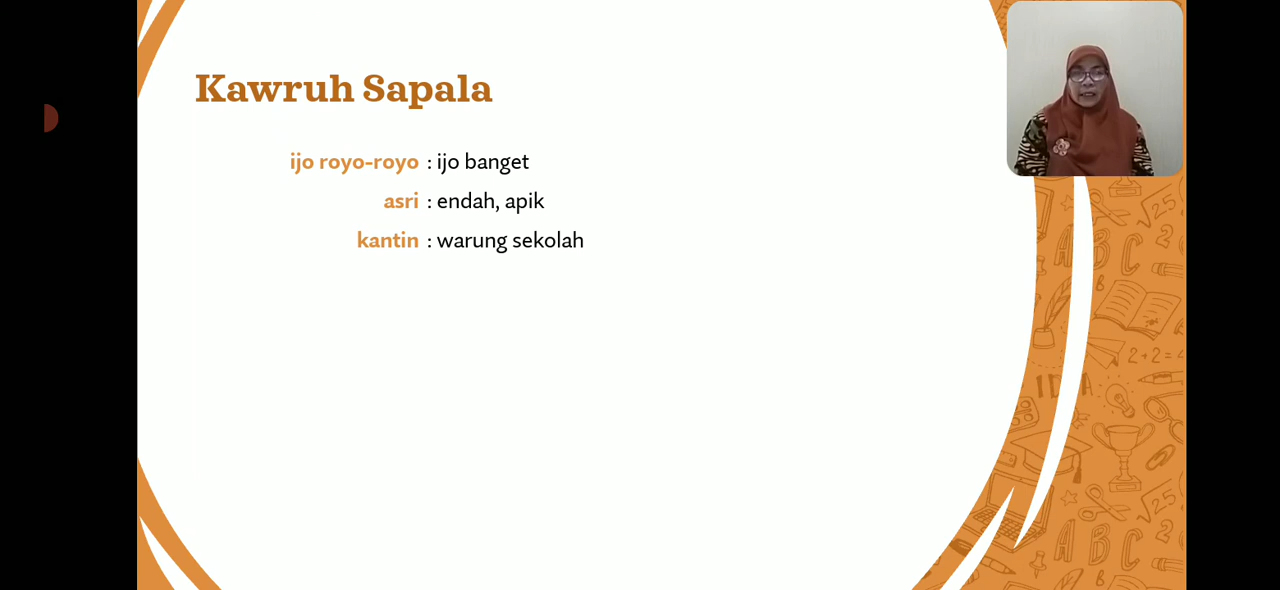 Kawruh Sapala
ijo royo-royo : ijo banget
asri : endah, apik
kantin : warung sekolah